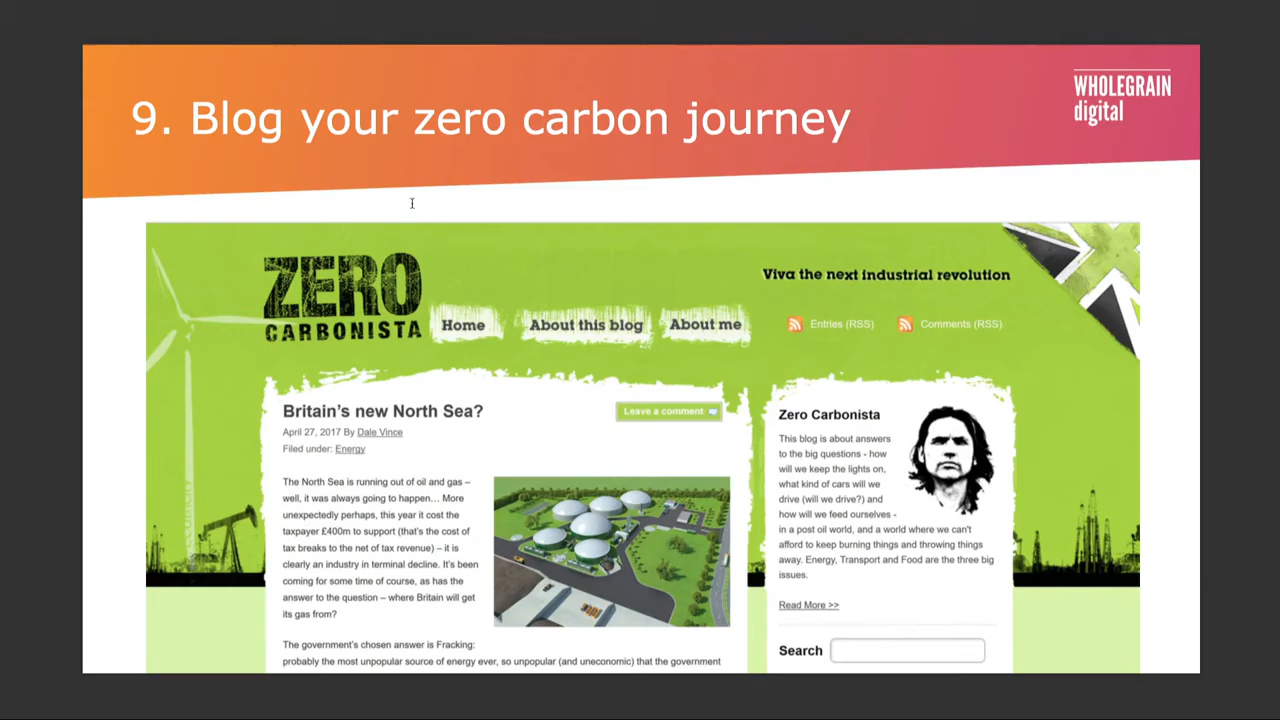 9. Blog your zero carbon journey
WHOLEGRAIN
digital
ZERO
CARBONISTA
Home
About this blog
About me
Viva the next industrial revolution
Entries (RSS)
Comments (RSS)
Britain's new North Sea?
Leave a comment
April 27, 2017 By Dale Vince
Filed under: Energy
The North Sea is running out of oil and gas –
well, it was always going to happen… More
unexpectedly perhaps, this year it cost the
taxpayer £400m to support (that's the cost of
tax breaks to the net of tax revenue) – it is
clearly an industry in terminal decline. It's been
coming for some time of course, as has the
answer to the question – where Britain will get
its gas from?
The government's chosen answer is Fracking:
probably the most unpopular source of energy ever, so unpopular (and uneconomic) that the government
Zero Carbonista
This blog is about answers
to the big questions - how
will we keep the lights on,
what kind of cars will we
drive (will we drive?) and
how will we feed ourselves -
in a post oil world, and a world where we can't
afford to keep burning things and throwing things
away. Energy, Transport and Food are the three big
issues.
Read More >>
Search